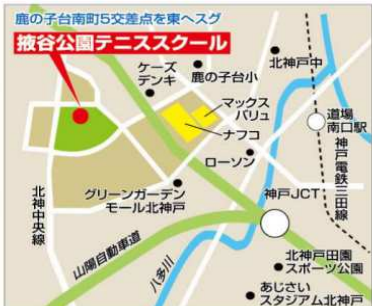 鹿の子台南町5交差点を東へスグ
掖谷公園テニススクール
ケーズ
デンキ
鹿の子台小
北神戸中
マックス
バリュ
ナフコ
道場
南口駅
ローソン
神戸電鉄三田線
北神中央線
グリーンガーデン
モール北神戸
神戸JCT
山陽自動車道
八多川
北神戸田園
スポーツ公園
あじさい
スタジアム北神戸